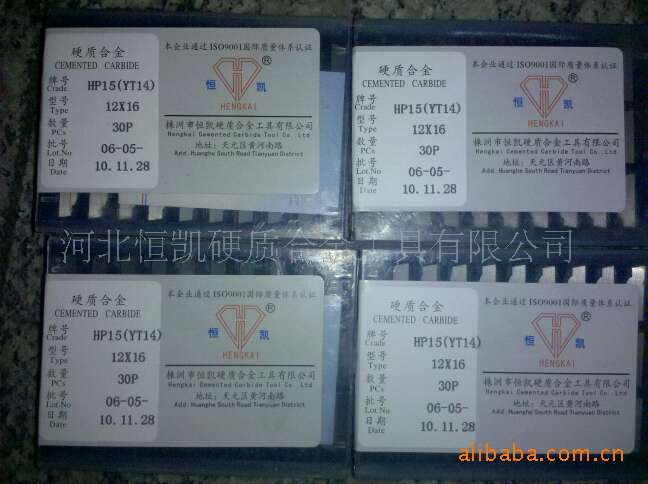 硬质合金
CEMENTED CARBIDE
牌号 Crade HP15(YT14)
型号 Type 12X16
数量 PCs 30P
批号 Lot.No 06-05-
日期 Date 10.11.28
本企业通过ISO9001国际质量体系认证
恒 凯 ®
HENGKAI
株洲市恒凯硬质合金工具有限公司
Hengkai Cemented Carbide Tool Co.,Ltd
地址：天元区黄河南路
Add:Huanghe South Road Tianyuan District
硬质合金
CEMENTED CARBIDE
牌号 Crade HP15(YT14)
型号 Type 12X16
数量 PCs 30P
批号 Lot.No 06-05-
日期 Date 10.11.28
本企业通过ISO9001国际质量体系认证
恒 凯 ®
HENGKAI
株洲市恒凯硬质合金工具有限公司
Hengkai Cemented Carbide Tool Co.,Ltd
地址：天元区黄河南路
Add:Huanghe South Road Tianyuan District
河北恒凯硬质合金工具有限公司
硬质合金
CEMENTED CARBIDE
牌号 Crade HP15(YT14)
型号 Type 12X16
数量 PCs 30P
批号 Lot.No 06-05-
日期 Date 10.11.28
本企业通过ISO9001国际质量体系认证
恒 凯 ®
HENGKAI
株洲市恒凯硬质合金工具有限公司
Hengkai Cemented Carbide Tool Co.,Ltd
地址：天元区黄河南路
Add:Huanghe South Road Tianyuan District
硬质合金
CEMENTED CARBIDE
牌号 Crade HP15(YT14)
型号 Type 12X16
数量 PCs 30P
批号 Lot.No 06-05-
日期 Date 10.11.28
本企业通过ISO9001国际质量体系认证
恒 凯 ®
HENGKAI
株洲市恒凯硬质合金工具有限公司
Hengkai Cemented Carbide Tool Co.,Ltd
地址：天元区黄河南路
Add:Huanghe South Road Tianyuan District
alibaba.com.cn